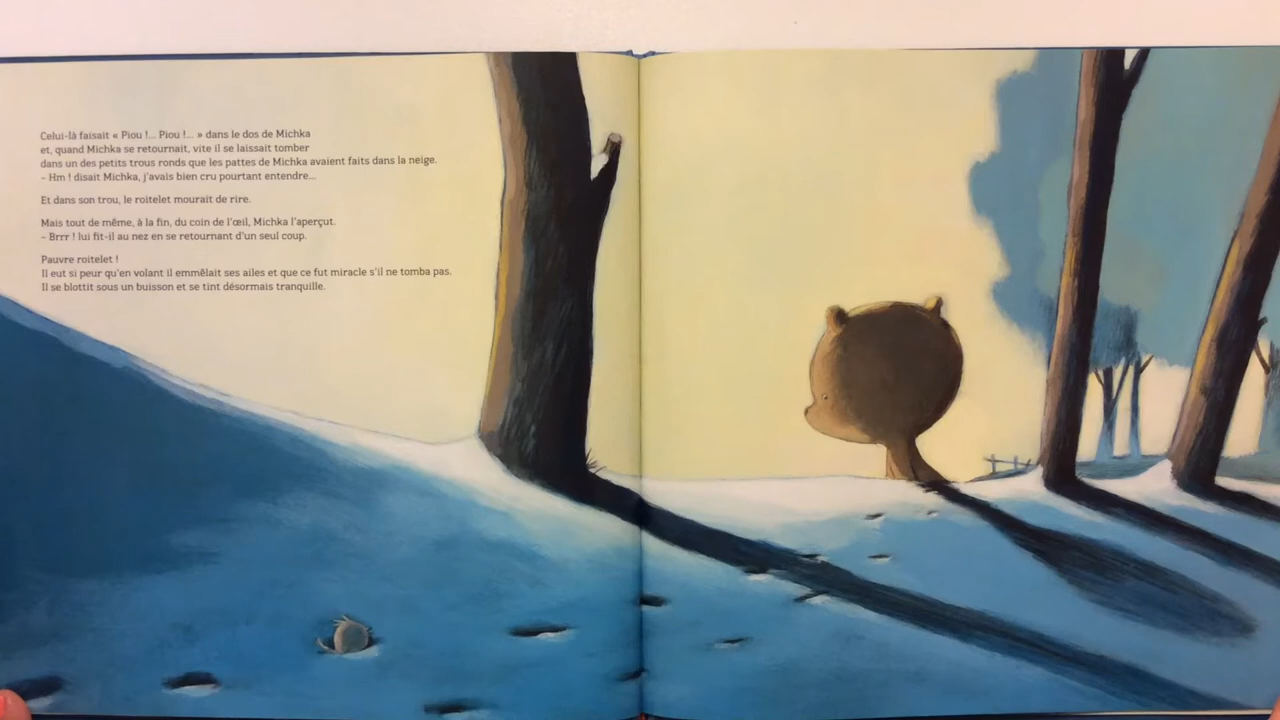 Celui-là faisait « Piou !... Piou !... » dans le dos de Michka
et, quand Michka se retournait, vite il se laissait tomber
dans un des petits trous ronds que les pattes de Michka avaient faits dans la neige.
– Hm ! disait Michka, j'avais bien cru pourtant entendre...
Et dans son trou, le roitelet mourait de rire.
Mais tout de même, à la fin, du coin de l'œil, Michka l'aperçut.
– Brrr ! lui fit-il au nez en se retournant d'un seul coup.
Pauvre roitelet !
Il eut si peur qu'en volant il emmêlait ses ailes et que ce fut miracle s'il ne tomba pas.
Il se blottit sous un buisson et se tint désormais tranquille.